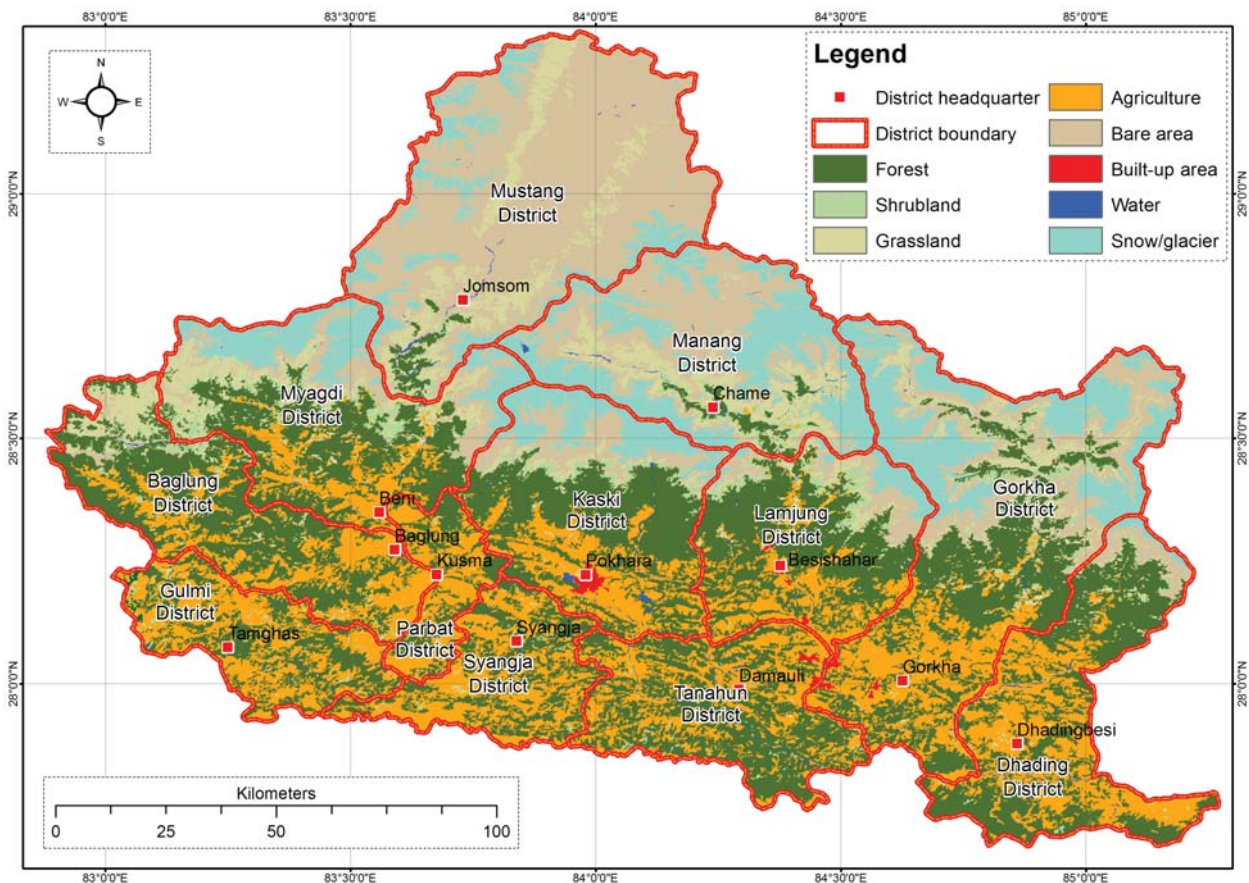 83°0'0"E
83°30'0"E
84°0'0"E
84°30'0"E
85°0'0"E
N
W
E
S
Legend
District headquarter
District boundary
Forest
Shrubland
Grassland
Agriculture
Bare area
Built-up area
Water
Snow/glacier
29°0'0"N
29°0'0"N
Mustang
District
Jomsom
Manang
District
Chame
Myagdi
District
28°30'0"N
28°30'0"N
Baglung
District
Beni
Baglung
Kusma
Kaski
District
Pokhara
Lamjung
District
Besishahar
Gorkha
District
Gulmi
District
Tamghas
Parbat
District
Syangja
Syangja
District
Damauli
Tanahun
District
Gorkha
28°0'0"N
28°0'0"N
Dhadingbesi
Dhading
District
Kilometers
0
25
50
100
83°0'0"E
83°30'0"E
84°0'0"E
84°30'0"E
85°0'0"E